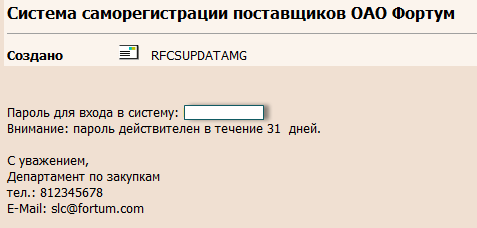 Система саморегистрации поставщиков ОАО Фортум
Создано RFCSUPDATAMG
Пароль для входа в систему:
Внимание: пароль действителен в течение 31 дней.
С уважением,
Департамент по закупкам
тел.: 812345678
E-Mail: slc@fortum.com